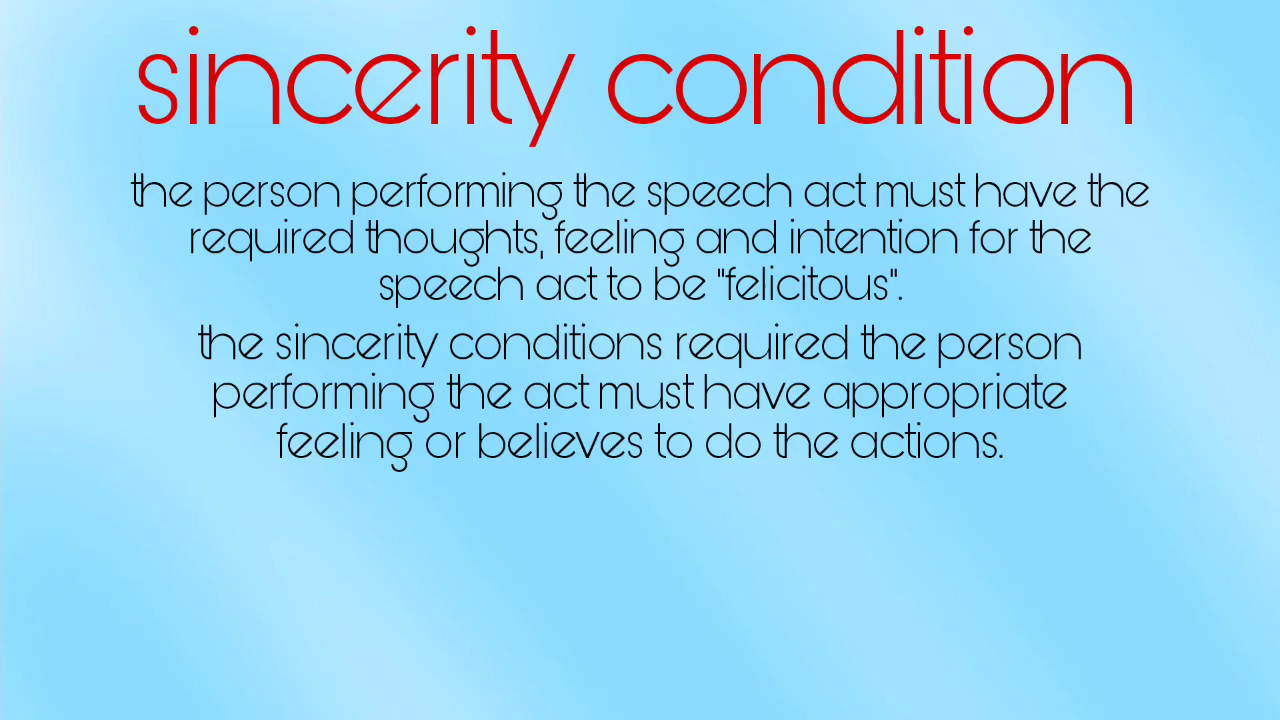 sincerity condition
the person performing the speech act must have the
required thoughts, feeling and intention for the
speech act to be "felicitous".
the sincerity conditions required the person
performing the act must have appropriate
feeling or believes to do the actions.